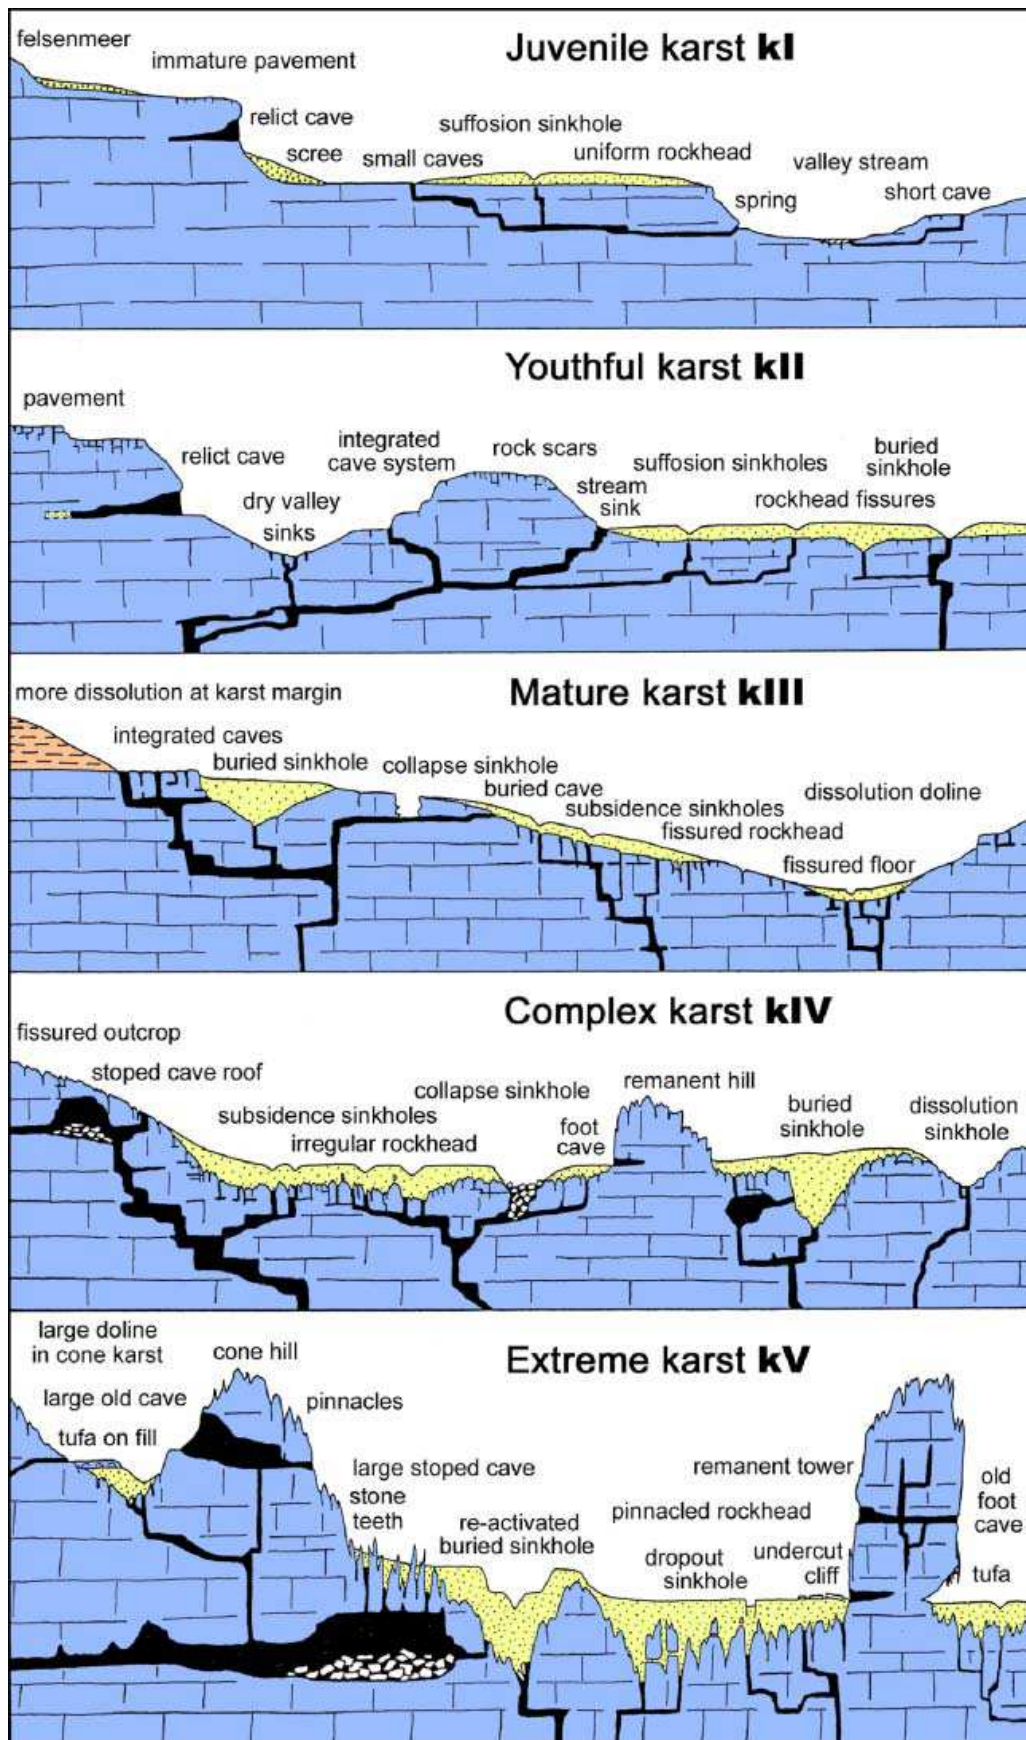 felsenmeer
Juvenile karst kI
immature pavement
relict cave
suffosion sinkhole
scree
small caves
uniform rockhead
valley stream
short cave
spring
Youthful karst kII
pavement
relict cave
integrated
cave system
rock scars
buried
sinkhole
suffosion sinkholes
stream
sink
dry valley
sinks
rockhead fissures
more dissolution at karst margin
Mature karst kIII
integrated caves
buried sinkhole
collapse sinkhole
buried cave
dissolution doline
subsidence sinkholes
fissured rockhead
fissured floor
Complex karst kIV
fissured outcrop
stoped cave roof
collapse sinkhole
remanent hill
subsidence sinkholes
irregular rockhead
foot
cave
buried
sinkhole
dissolution
sinkhole
large doline
in cone karst
cone hill
Extreme karst kV
large old cave
pinnacles
tufa on fill
large stoped cave
remanent tower
old
foot
cave
stone
teeth
re-activated
buried sinkhole
pinnacled rockhead
dropout
sinkhole
undercut
cliff
tufa